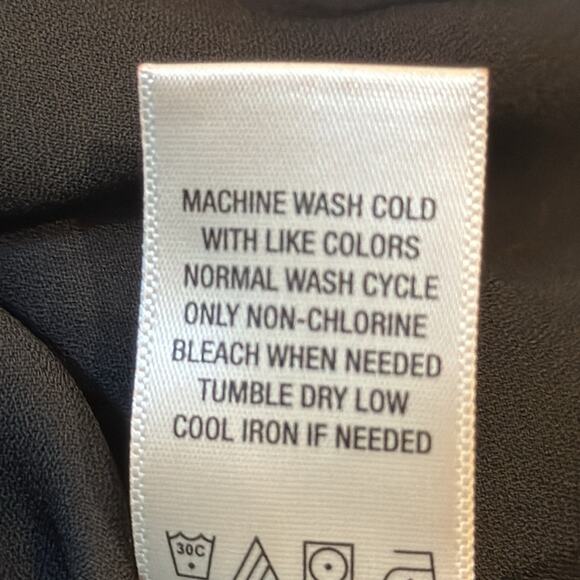 MACHINE WASH COLD
WITH LIKE COLORS
NORMAL WASH CYCLE
ONLY NON-CHLORINE
BLEACH WHEN NEEDED
TUMBLE DRY LOW
COOL IRON IF NEEDED
30C